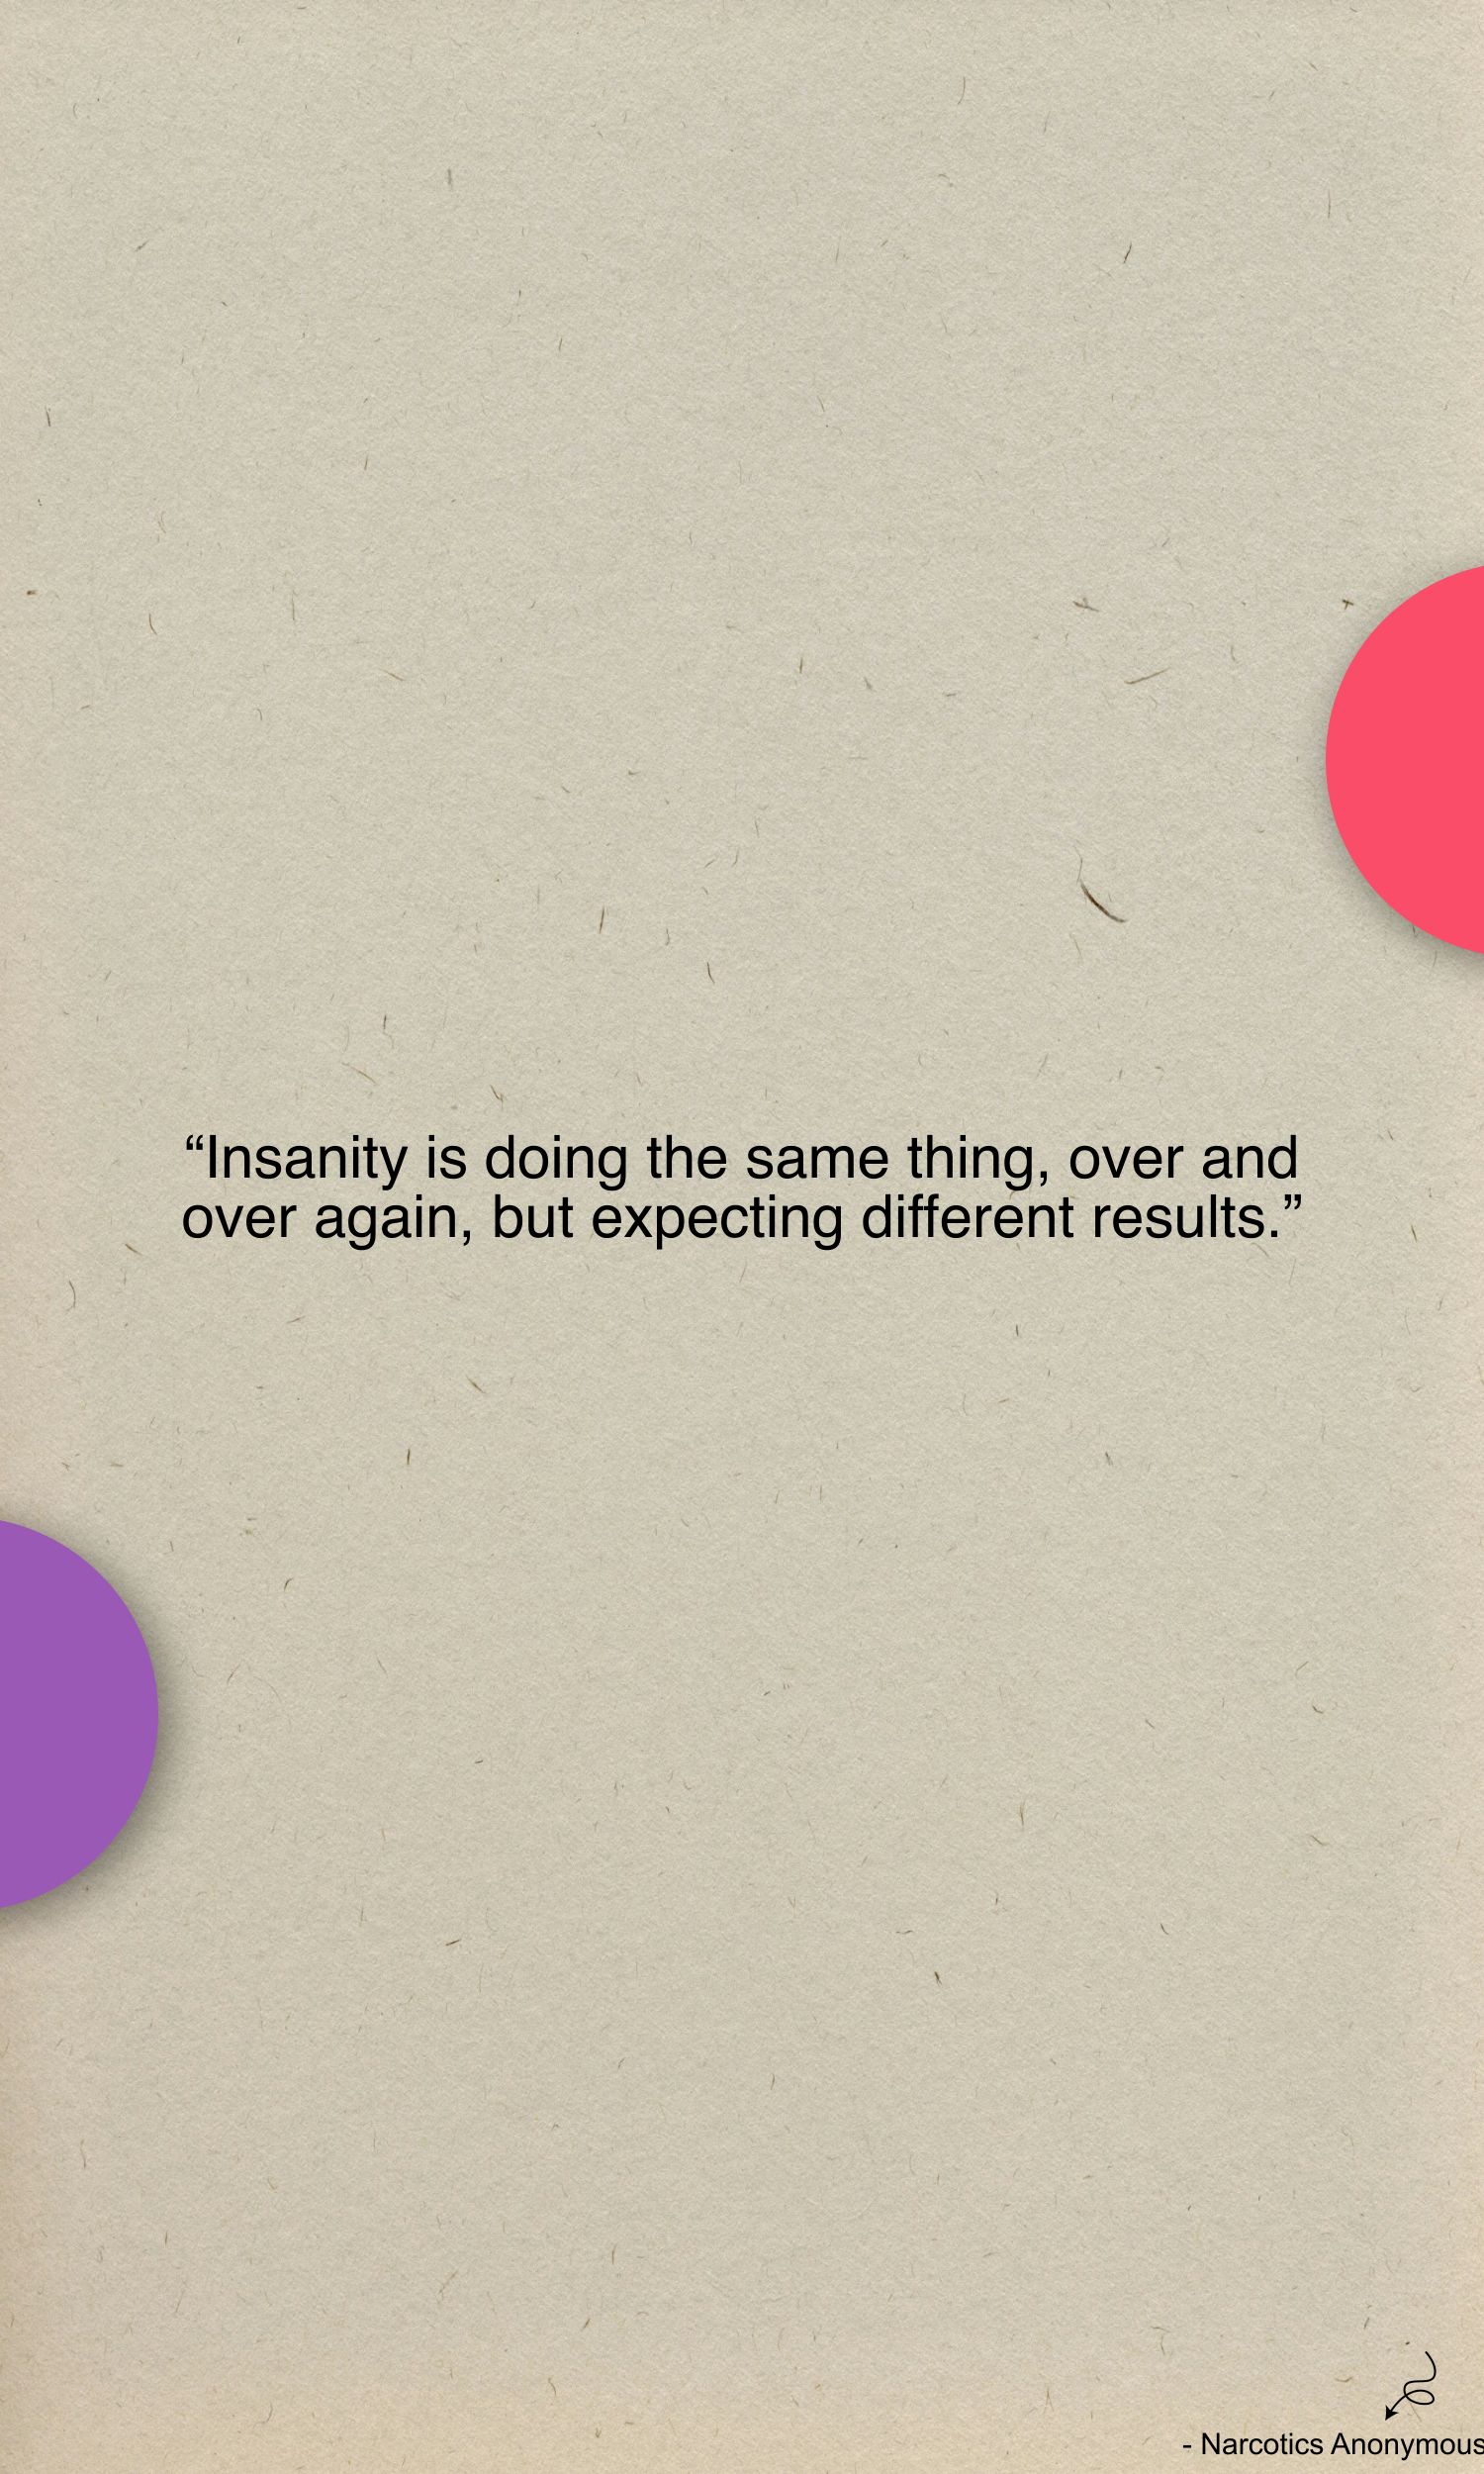 “Insanity is doing the same thing, over and
over again, but expecting different results.”
- Narcotics Anonymous